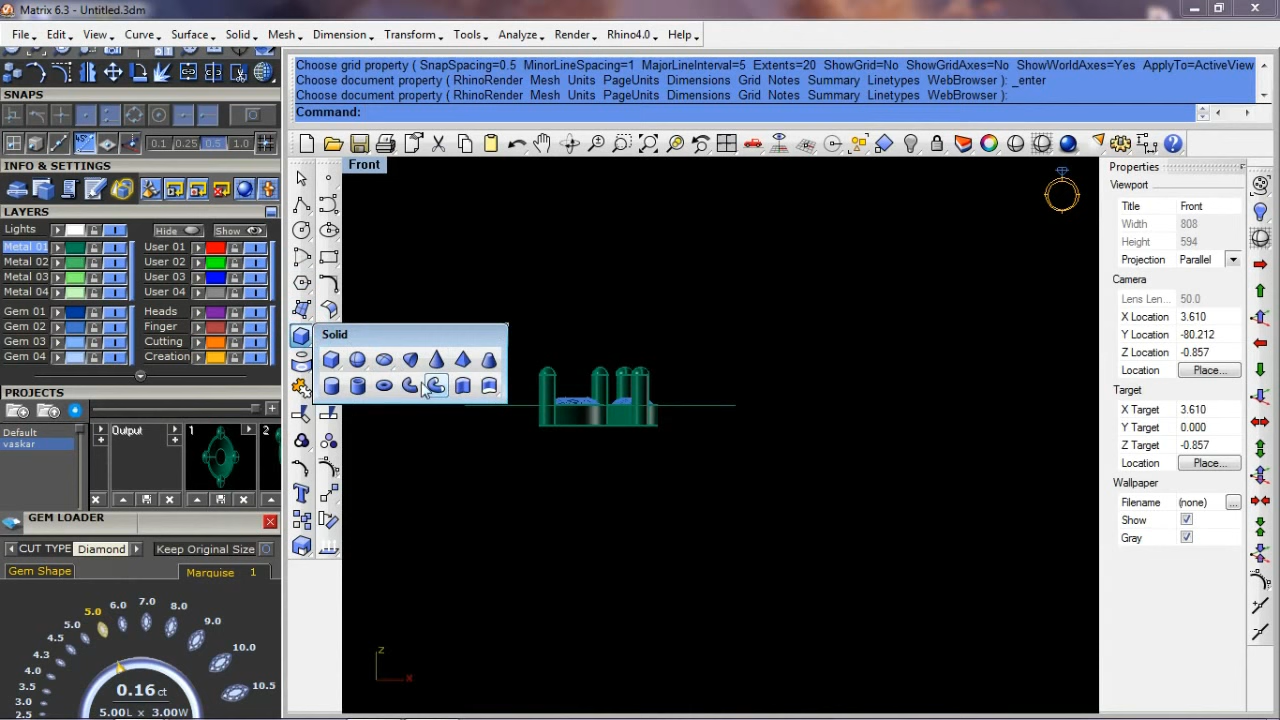 Matrix 6.3 - Untitled.3dm
File Edit View Curve Surface Solid Mesh Dimension Transform Tools Analyze Render Rhino4.0 Help
Choose grid property ( SnapSpacing=0.5 MinorLineSpacing=1 MajorLineInterval=5 Extents=20 ShowGrid=No ShowGridAxes=No ShowWorldAxes=Yes ApplyTo=ActiveView
Choose document property ( RhinoRender Mesh Units PageUnits Dimensions Grid Notes Summary Linetypes WebBrowser ): _enter
Choose document property ( RhinoRender Mesh Units PageUnits Dimensions Grid Notes Summary Linetypes WebBrowser ):
Command:
SNAPS
45°
0.1 0.25 0.5 1.0
INFO & SETTINGS
LAYERS
Lights Hide Show
Metal 01 User 01
Metal 02 User 02
Metal 03 User 03
Metal 04 User 04
Gem 01 Heads
Gem 02 Finger
Gem 03 Cutting
Gem 04 Creation
PROJECTS
Default
vaskar
Output 1 2
GEM LOADER
CUT TYPE Diamond Keep Original Size
Gem Shape Marquise 1
5.0 6.0 7.0 8.0
5.0 9.0
4.5 10.0
4.3
3.5 10.5
3.0
2.5
0.16 ct
5.00L × 3.00W
Front
Solid
z
x
Properties
Viewport
Title Front
Width 808
Height 594
Projection Parallel
Camera
Lens Len... 50.0
X Location 3.610
Y Location -80.212
Z Location -0.857
Location Place...
Target
X Target 3.610
Y Target 0.000
Z Target -0.857
Location Place...
Wallpaper
Filename (none) ...
Show
Gray